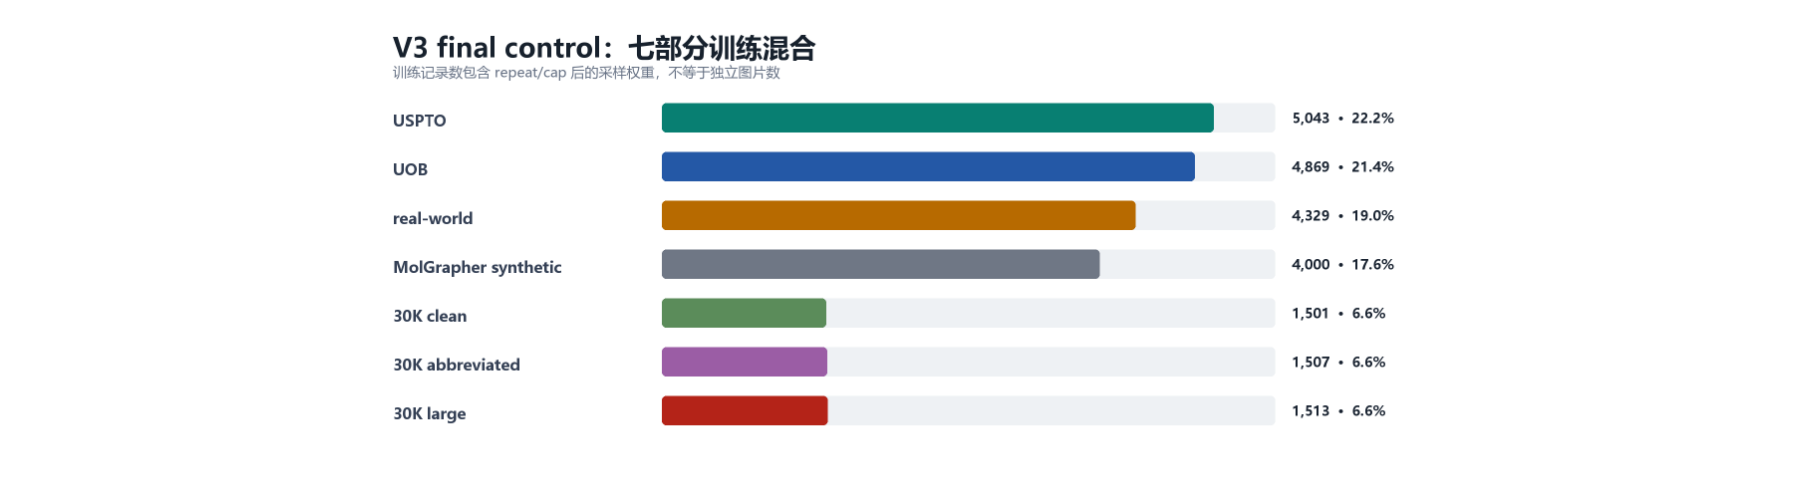 V3 final control：七部分训练混合
训练记录数包含 repeat/cap 后的采样权重，不等于独立图片数
USPTO 5,043 • 22.2%
UOB 4,869 • 21.4%
real-world 4,329 • 19.0%
MolGrapher synthetic 4,000 • 17.6%
30K clean 1,501 • 6.6%
30K abbreviated 1,507 • 6.6%
30K large 1,513 • 6.6%